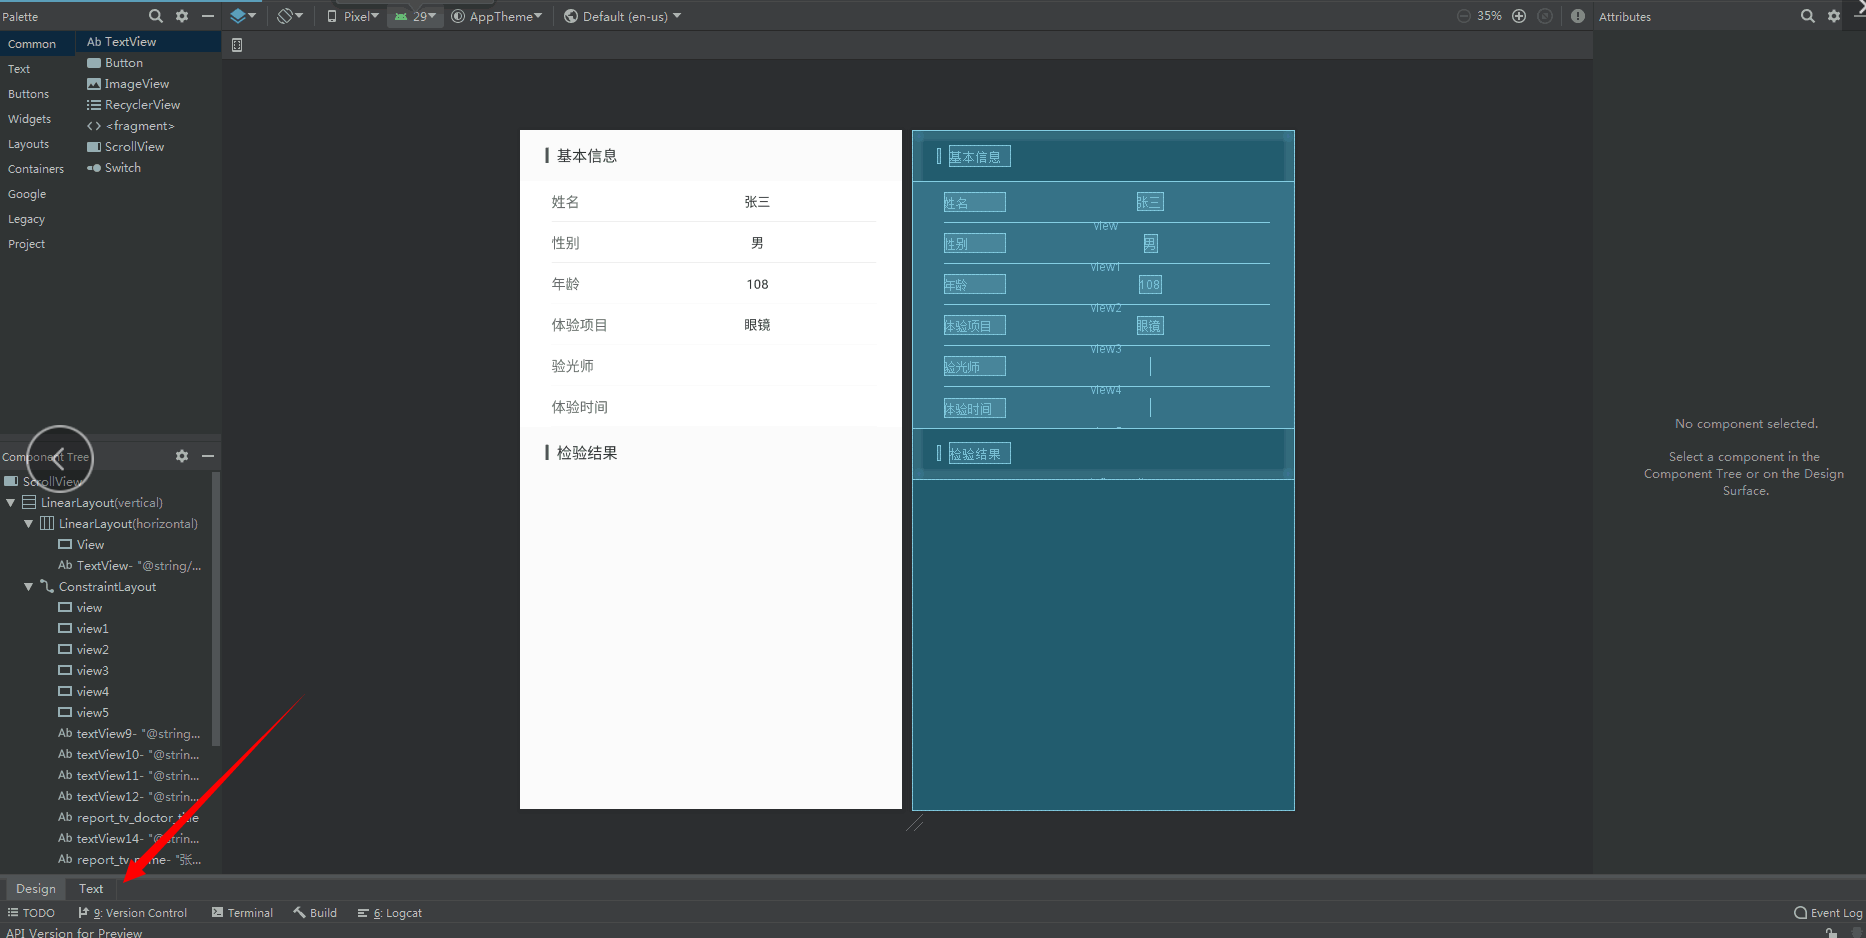 Palette
Pixel
29
AppTheme
Default (en-us)
35%
Attributes
Common
Text
Buttons
Widgets
Layouts
Containers
Google
Legacy
Project
Ab TextView
Button
ImageView
RecyclerView
<fragment>
ScrollView
Switch
基本信息
姓名
张三
性别
男
年龄
108
体验项目
眼镜
验光师
体验时间
检验结果
基本信息
姓名
张三
view
性别
男
view1
年龄
108
view2
体验项目
眼镜
view3
验光师
view4
体验时间
检验结果
No component selected.
Select a component in the
Component Tree or on the Design
Surface.
Component Tree
ScrollView
LinearLayout(vertical)
LinearLayout(horizontal)
View
Ab TextView- "@string/...
ConstraintLayout
view
view1
view2
view3
view4
view5
Ab textView9- "@string...
Ab textView10- "@strin...
Ab textView11- "@strin...
Ab textView12- "@strin...
Ab report_tv_doctor_title
Ab textView14- "@strin...
Ab report_tv_name- "张...
Design
Text
TODO
9: Version Control
Terminal
Build
6: Logcat
Event Log
API Version for Preview